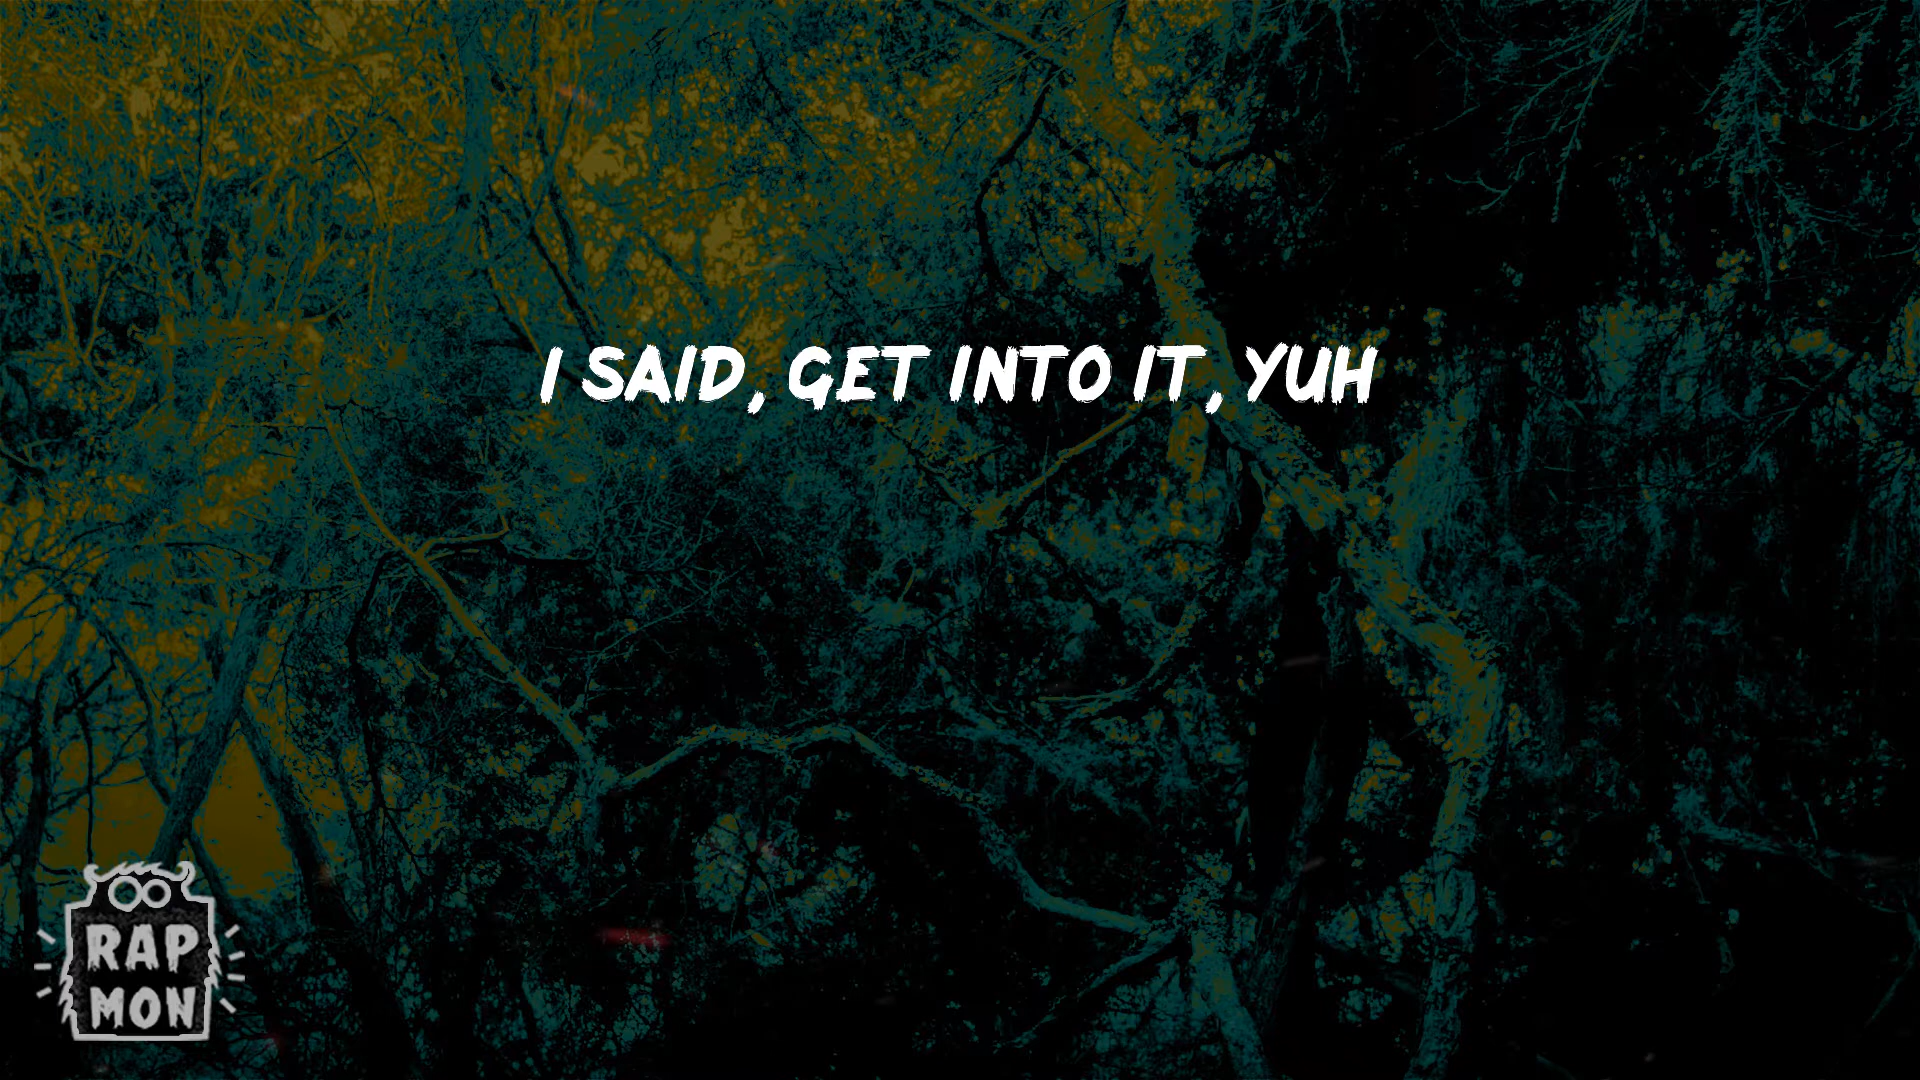 I SAID, GET INTO IT, YUH
RAP
MON